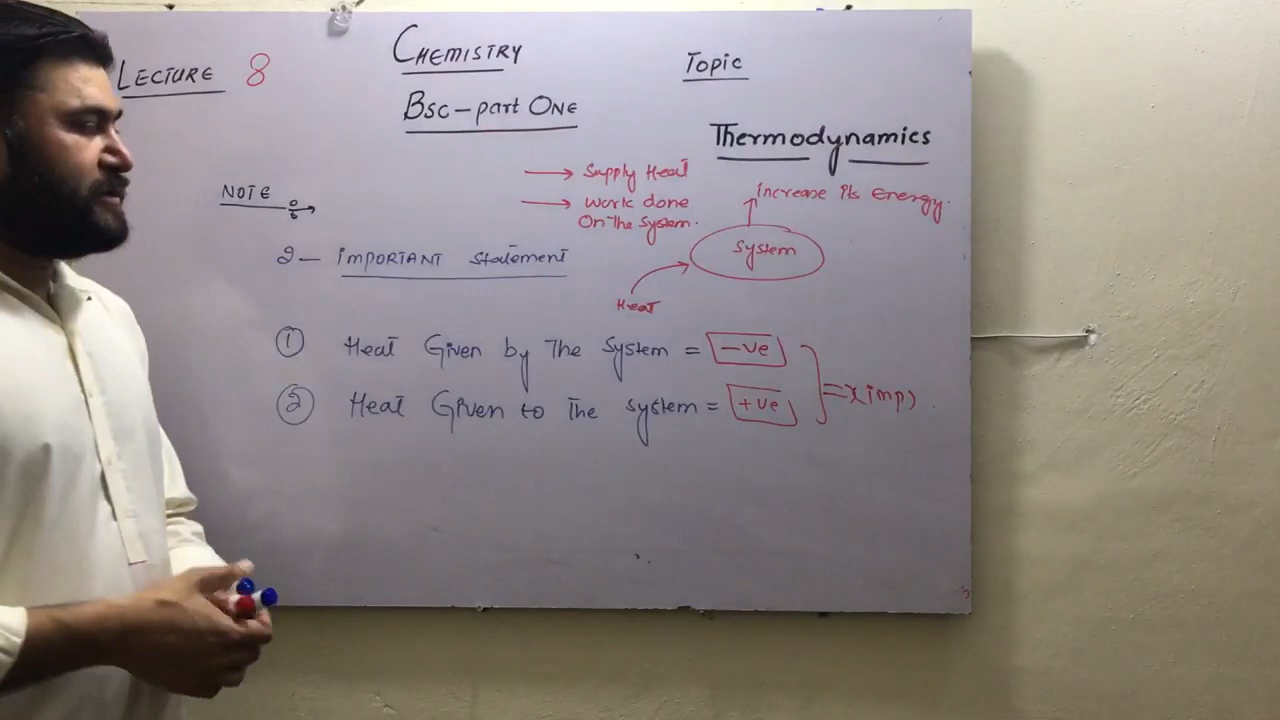 LECTURE 8
CHEMISTRY
Bsc - part ONE
Topic
Thermodynamics
NOTE
→ Supply Heat
→ work done
On The System.
increase its energy.
System
Heat
2 - IMPORTANT Statement
① Heat Given by The System = -ve
② Heat Given to The system = +ve
(imp)